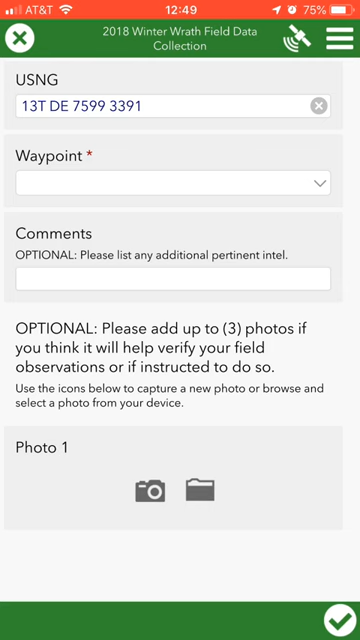 AT&T 12:49 75%
2018 Winter Wrath Field Data
Collection
USNG
13T DE 7599 3391
Waypoint *
Comments
OPTIONAL: Please list any additional pertinent intel.
OPTIONAL: Please add up to (3) photos if
you think it will help verify your field
observations or if instructed to do so.
Use the icons below to capture a new photo or browse and
select a photo from your device.
Photo 1